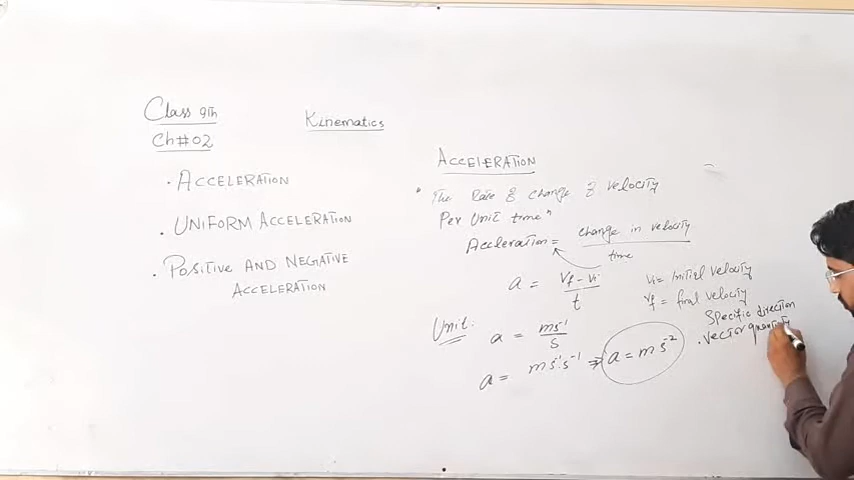 Class 9th
Ch#02
Kinematics
• ACCELERATION
• UNIFORM ACCELERATION
• POSITIVE AND NEGATIVE
ACCELERATION
ACCELERATION
• The Rate of change of velocity
Per Unit time"
Acceleration = change in velocity
time
a = Vf - Vi
t
Vi = Initial velocity
Vf = final velocity
Specific direction
• Vector quantity
Unit:
a = ms⁻¹
s
a = ms⁻¹s⁻¹ ⇒ a = ms⁻²